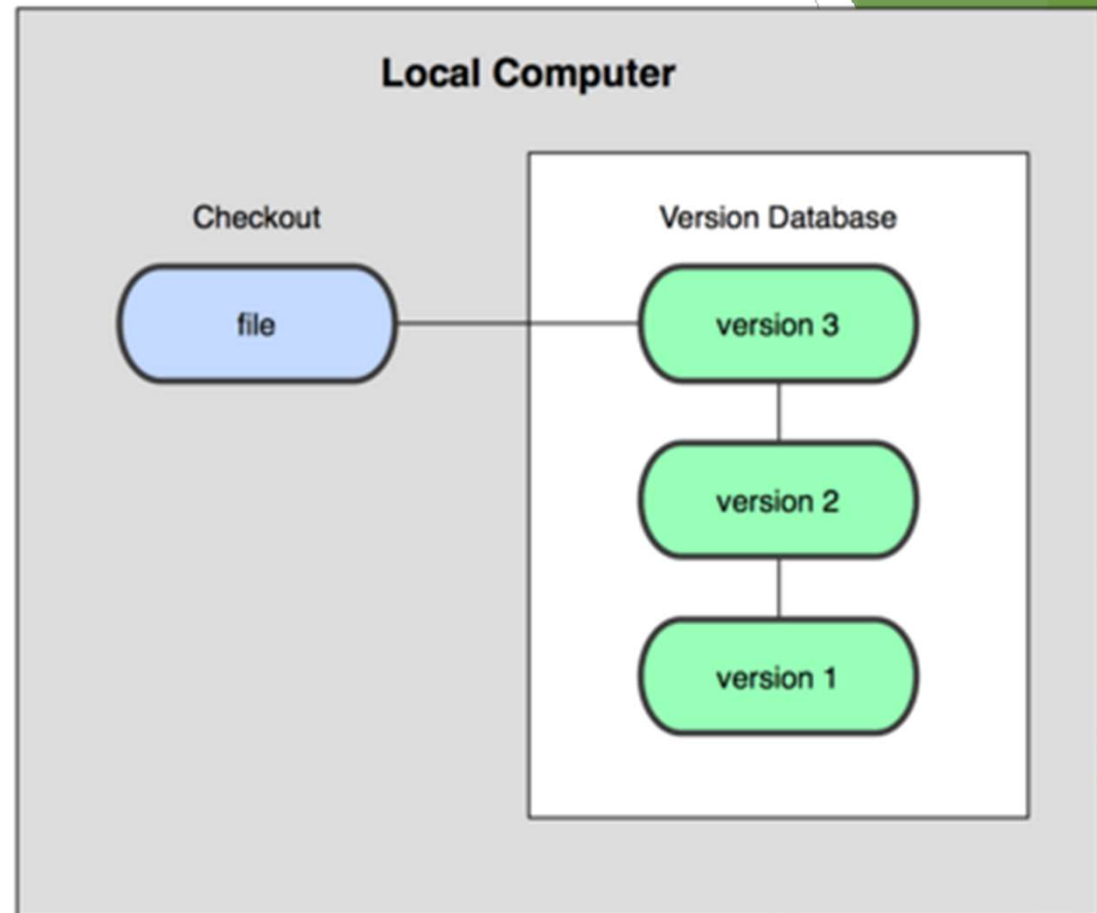 Local Computer
Checkout
Version Database
file
version 3
version 2
version 1